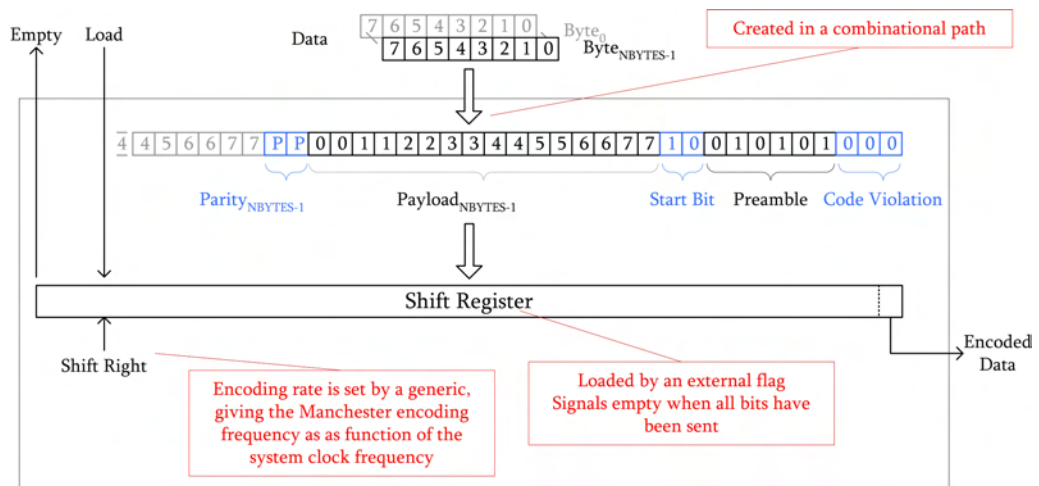 Empty
Load
Data
7 6 5 4 3 2 1 0
Byte0
7 6 5 4 3 2 1 0
ByteNBYTES-1
Created in a combinational path
4 4 5 6 6 7 7 P P 0 0 1 1 2 2 3 3 4 4 5 5 6 6 7 7 1 0 0 1 0 1 0 1 0 0 0
ParityNBYTES-1
PayloadNBYTES-1
Start Bit
Preamble
Code Violation
Shift Register
Shift Right
Encoded
Data
Encoding rate is set by a generic,
giving the Manchester encoding
frequency as as function of the
system clock frequency
Loaded by an external flag
Signals empty when all bits have
been sent